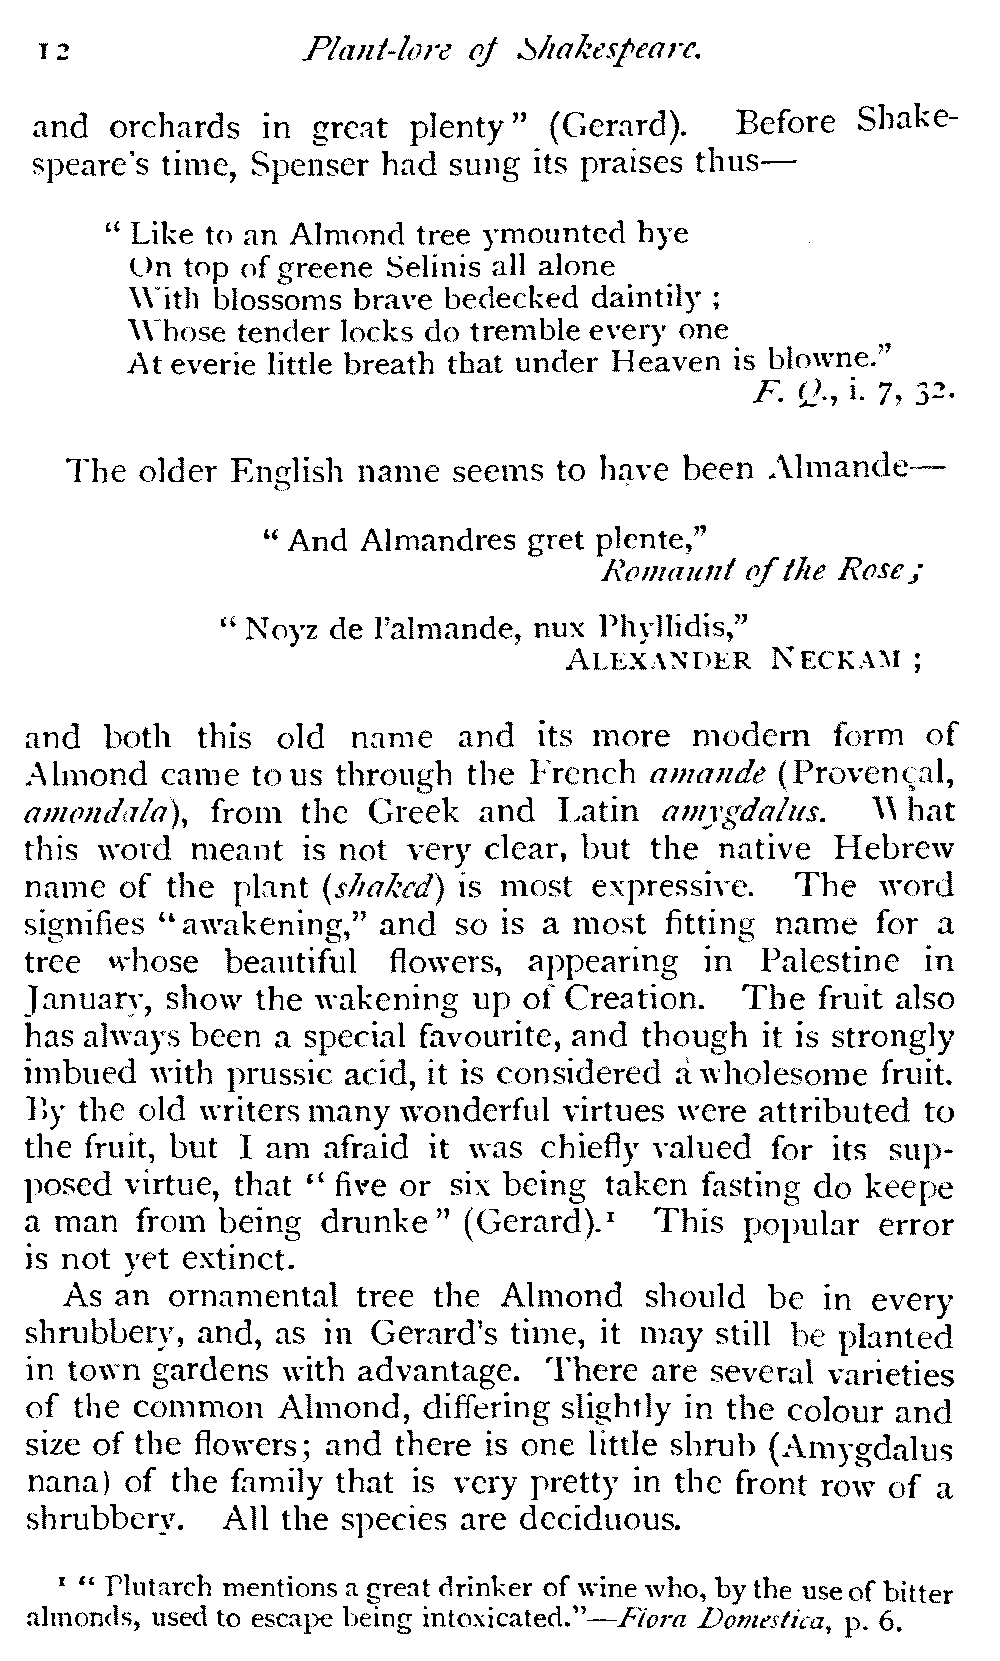 12 Plant-lore of Shakespeare.
and orchards in great plenty" (Gerard). Before Shake-
speare's time, Spenser had sung its praises thus—
"Like to an Almond tree ymounted hye
On top of greene Selinis all alone
With blossoms brave bedecked daintily;
Whose tender locks do tremble every one
At everie little breath that under Heaven is blowne."
F. Q., i. 7, 32.
The older English name seems to have been Almande—
"And Almandres gret plente,"
Romaunt of the Rose;
"Noyz de l'almande, nux Phyllidis,"
ALEXANDER NECKAM;
and both this old name and its more modern form of
Almond came to us through the French amande (Provençal,
amondala), from the Greek and Latin amygdalus. What
this word meant is not very clear, but the native Hebrew
name of the plant (shaked) is most expressive. The word
signifies "awakening," and so is a most fitting name for a
tree whose beautiful flowers, appearing in Palestine in
January, show the wakening up of Creation. The fruit also
has always been a special favourite, and though it is strongly
imbued with prussic acid, it is considered a wholesome fruit.
By the old writers many wonderful virtues were attributed to
the fruit, but I am afraid it was chiefly valued for its sup-
posed virtue, that "five or six being taken fasting do keepe
a man from being drunke" (Gerard).¹ This popular error
is not yet extinct.
As an ornamental tree the Almond should be in every
shrubbery, and, as in Gerard's time, it may still be planted
in town gardens with advantage. There are several varieties
of the common Almond, differing slightly in the colour and
size of the flowers; and there is one little shrub (Amygdalus
nana) of the family that is very pretty in the front row of a
shrubbery. All the species are deciduous.
¹ "Plutarch mentions a great drinker of wine who, by the use of bitter
almonds, used to escape being intoxicated."—Flora Domestica, p. 6.